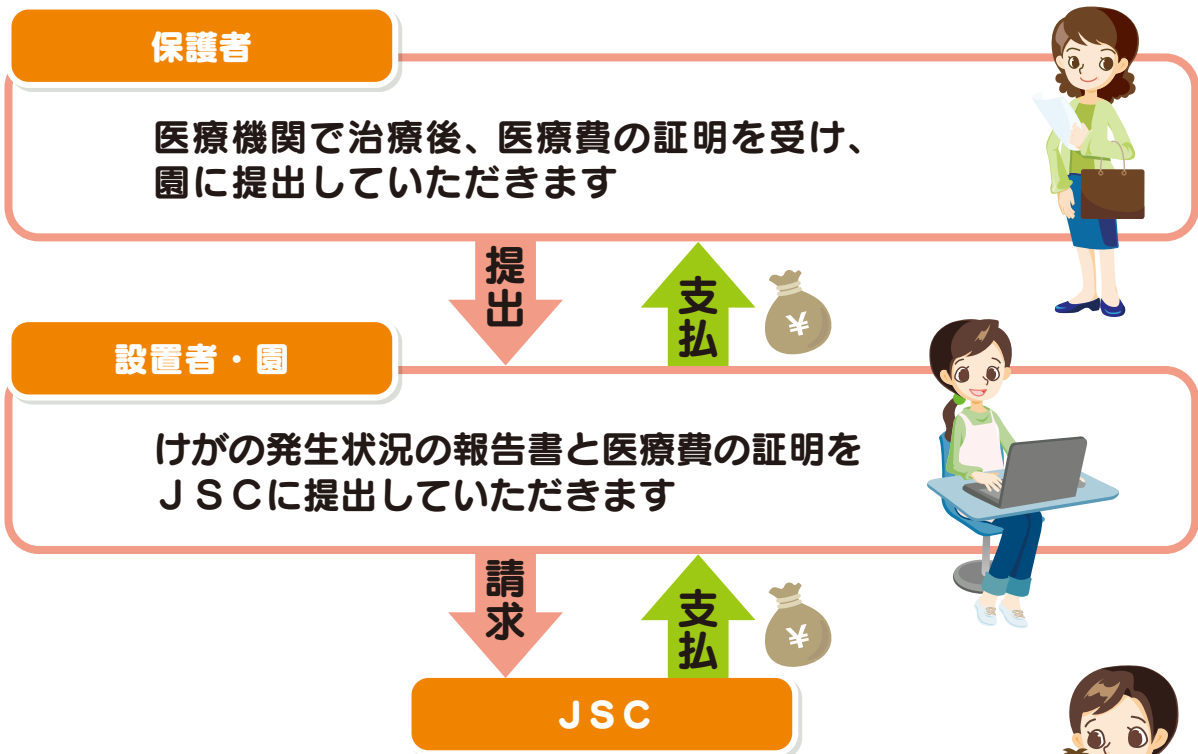 保護者
医療機関で治療後、医療費の証明を受け、
園に提出していただきます
提出
支払
¥
設置者・園
けがの発生状況の報告書と医療費の証明を
ＪＳＣに提出していただきます
請求
支払
¥
ＪＳＣ